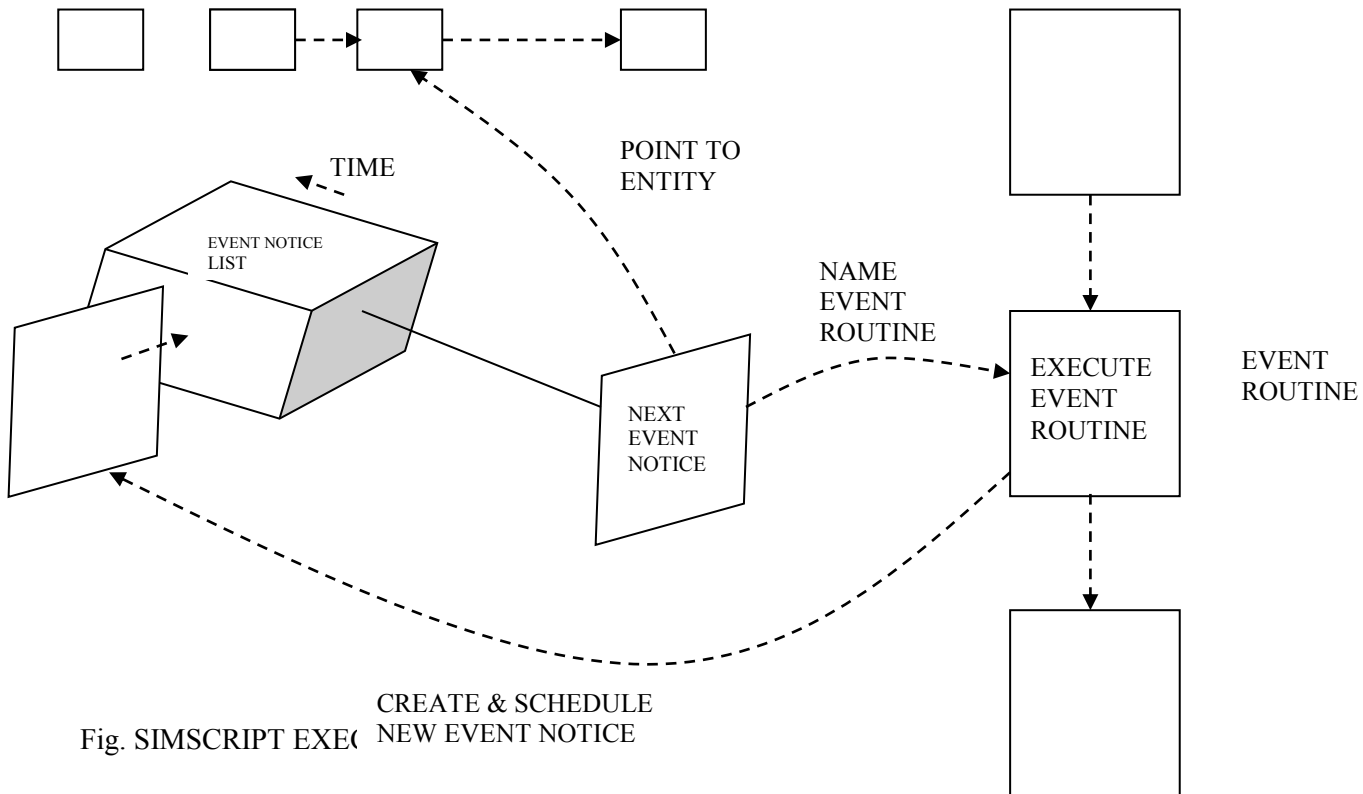 POINT TO
ENTITY
TIME
EVENT NOTICE
LIST
NAME
EVENT
ROUTINE
EXECUTE
EVENT
ROUTINE
EVENT
ROUTINE
NEXT
EVENT
NOTICE
CREATE & SCHEDULE
NEW EVENT NOTICE
Fig. SIMSCRIPT